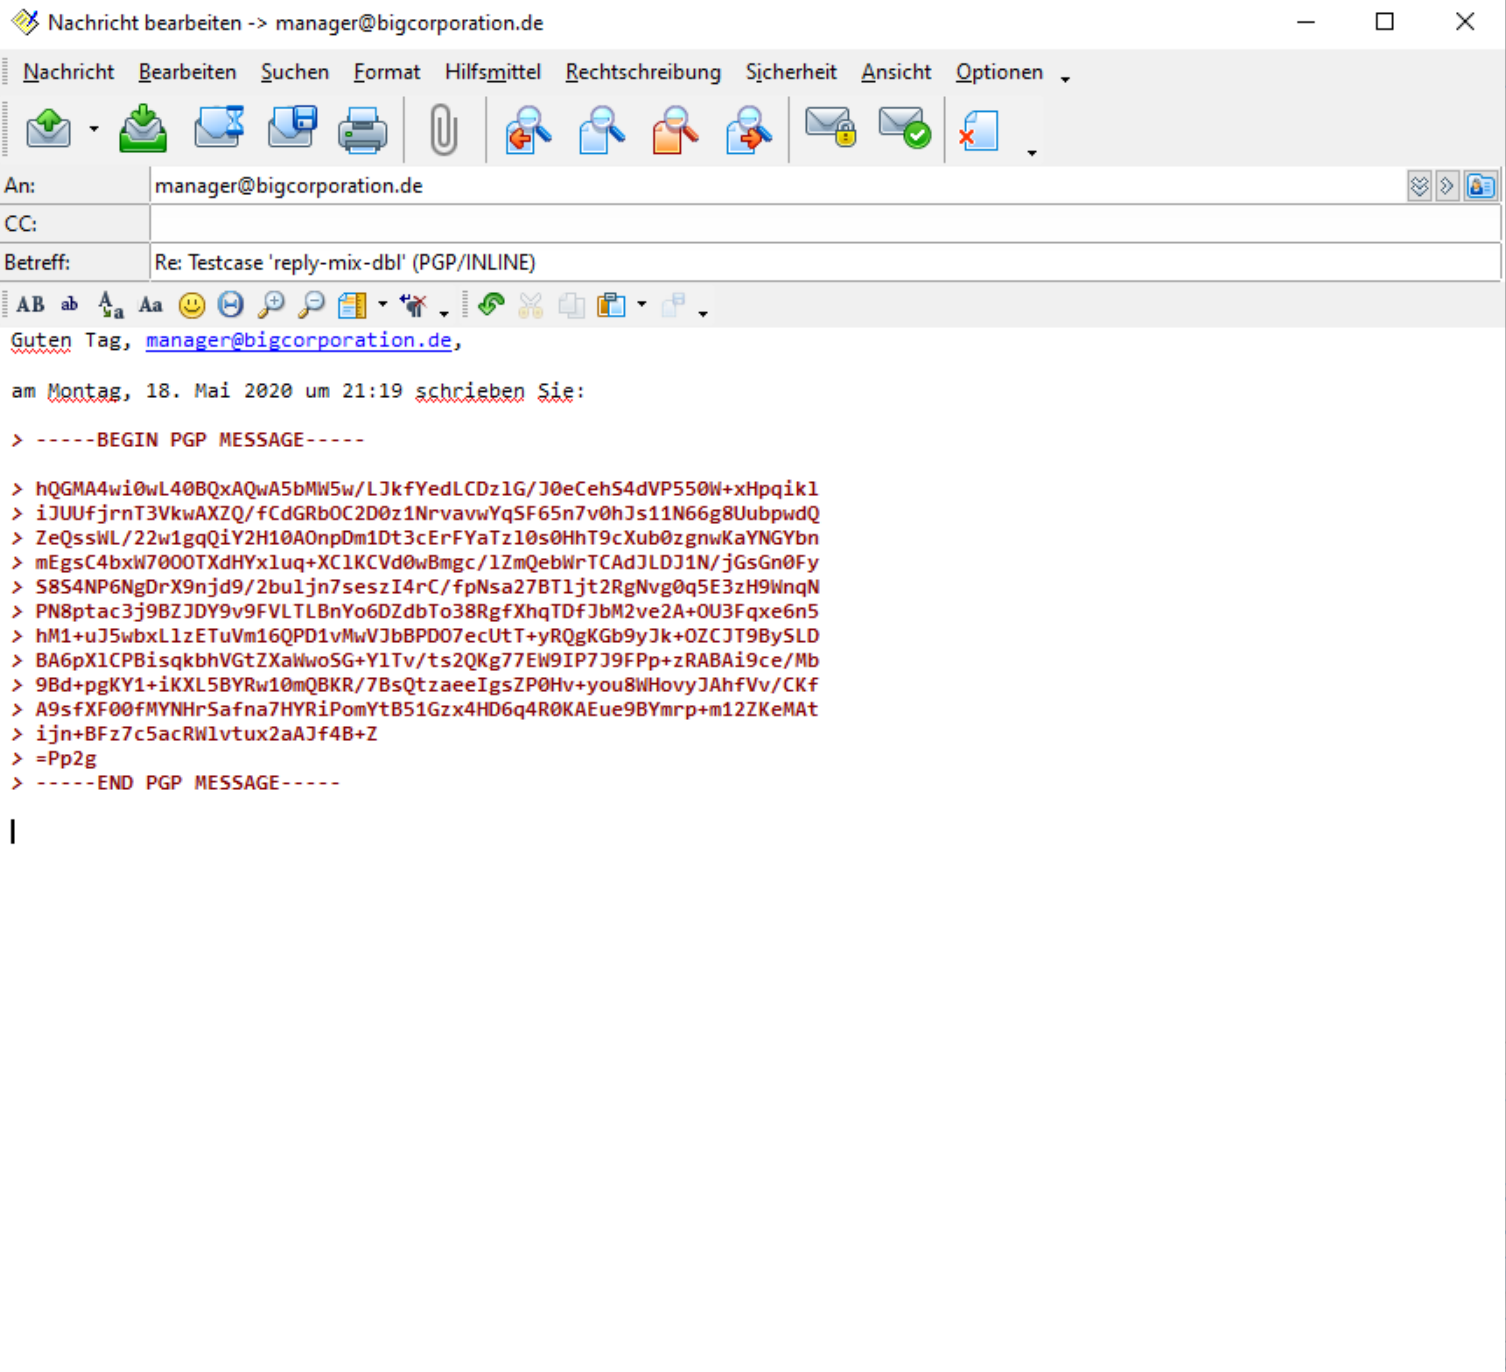 Nachricht bearbeiten -> manager@bigcorporation.de
Nachricht Bearbeiten Suchen Format Hilfsmittel Rechtschreibung Sicherheit Ansicht Optionen
An: manager@bigcorporation.de
CC:
Betreff: Re: Testcase 'reply-mix-dbl' (PGP/INLINE)
AB ab Aa Aa
Guten Tag, manager@bigcorporation.de,
am Montag, 18. Mai 2020 um 21:19 schrieben Sie:
> -----BEGIN PGP MESSAGE-----
> hQGMA4wi0wL40BQxAQwA5bMW5w/LJkfYedLCDzlG/J0eCehS4dVP550W+xHpqikl
> iJUUfjrnT3VkwAXZQ/fCdGRbOC2D0z1NrvavwYqSF65n7v0hJs11N66g8UubpwdQ
> ZeQssWL/22w1gqQiY2H10AOnpDm1Dt3cErFYaTzl0s0HhT9cXub0zgnwKaYNGYbn
> mEgsC4bxW70OOTXdHYxluq+XClKCVd0wBmgc/lZmQebWrTCAdJLDJ1N/jGsGn0Fy
> S8S4NP6NgDrX9njd9/2buljn7seszI4rC/fpNsa27BTljt2RgNvg0q5E3zH9WnqN
> PN8ptac3j9BZJDY9v9FVLTLBnYo6DZdbTo38RgfXhqTDfJbM2ve2A+OU3Fqxe6n5
> hM1+uJ5wbxLlzETuVm16QPD1vMwVJbBPDO7ecUtT+yRQgKGb9yJk+OZCJT9BySLD
> BA6pXlCPBisqkbhVGtZXaWwoSG+YlTv/ts2QKg77EW9IP7J9FPp+zRABAi9ce/Mb
> 9Bd+pgKY1+iKXL5BYRw10mQBKR/7BsQtzaeeIgsZP0Hv+you8WHovyJAhfVv/CKf
> A9sfXF00fMYNHrSafna7HYRiPomYtB51Gzx4HD6q4R0KAEue9BYmrp+m12ZKeMAt
> ijn+BFz7c5acRWlvtux2aAJf4B+Z
> =Pp2g
> -----END PGP MESSAGE-----